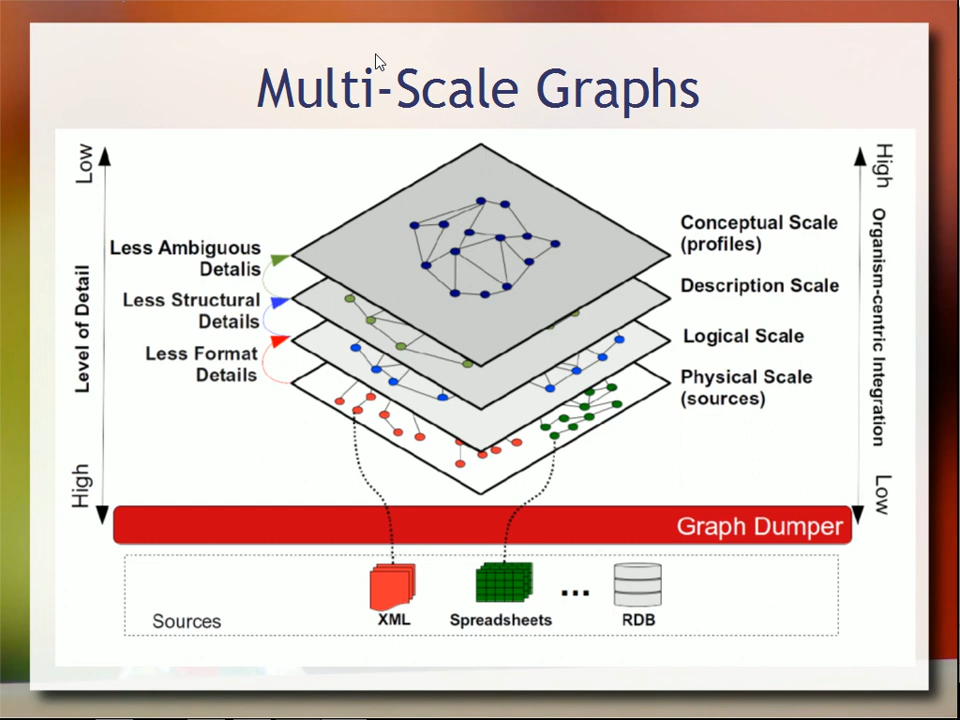 Multi-Scale Graphs
Low
High
Level of Detail
Less Ambiguous
Detalis
Less Structural
Details
Less Format
Details
Conceptual Scale
(profiles)
Description Scale
Logical Scale
Physical Scale
(sources)
High
Organism-centric Integration
Low
Graph Dumper
Sources
XML
Spreadsheets
...
RDB